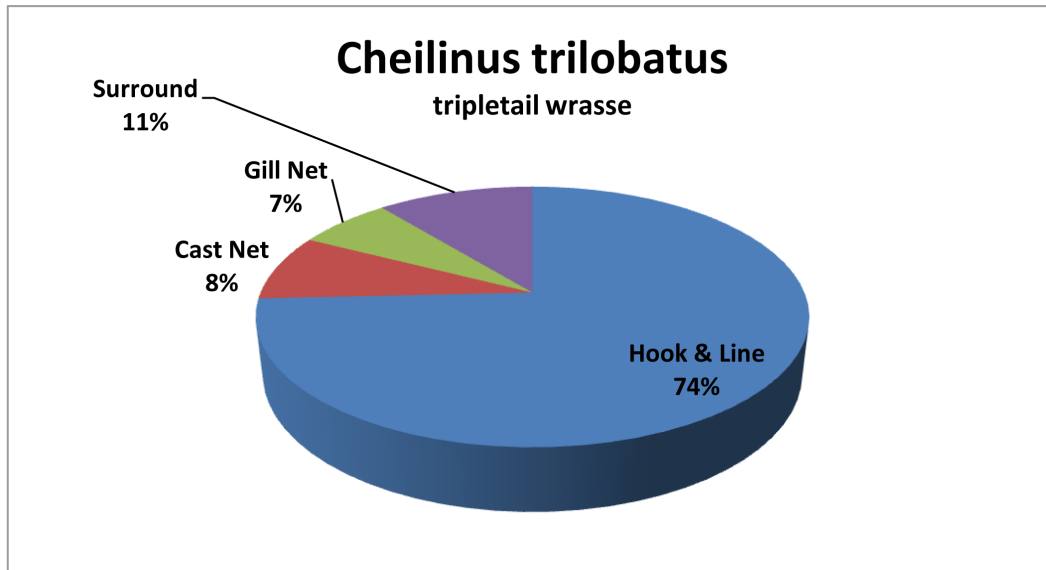 Cheilinus trilobatus
tripletail wrasse
Surround
11%
Gill Net
7%
Cast Net
8%
Hook & Line
74%